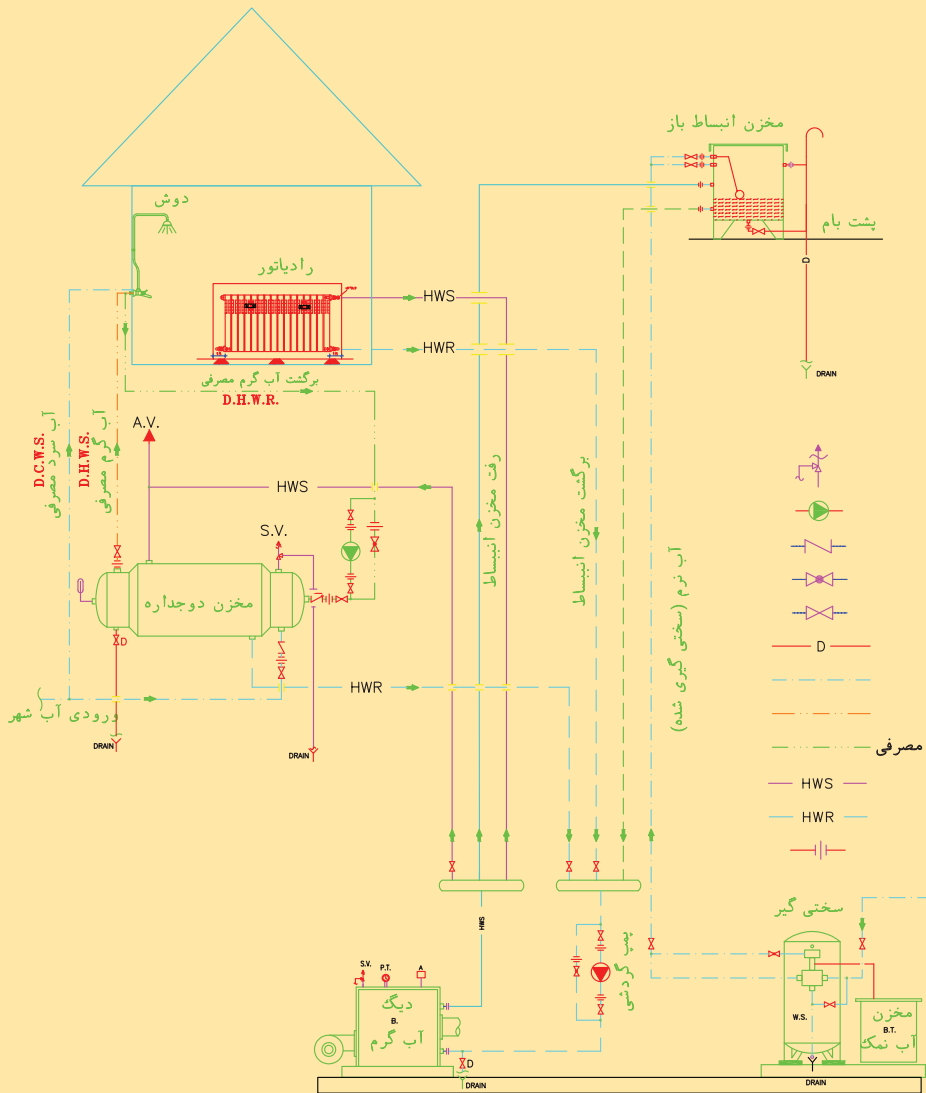 مخزن انبساط باز
پشت بام
D
DRAIN
دوش
رادیاتور
HWS
HWR
برگشت آب گرم مصرفی
D.H.W.R.
D.C.W.S.
آب سرد مصرفی
D.H.W.S.
آب گرم مصرفی
A.V.
HWS
S.V.
مخزن دوجداره
D
HWR
ورودی آب شهر
DRAIN
DRAIN
رفت مخزن انبساط
برگشت مخزن انبساط
آب نرم (سختی گیری شده)
D
مصرفی
HWS
HWR
HWS
پمپ گردشی
سختی گیر
W.S.
مخزن
B.T.
آب نمک
DRAIN
S.V.
P.T.
A
دیگ
B.
آب گرم
D
DRAIN